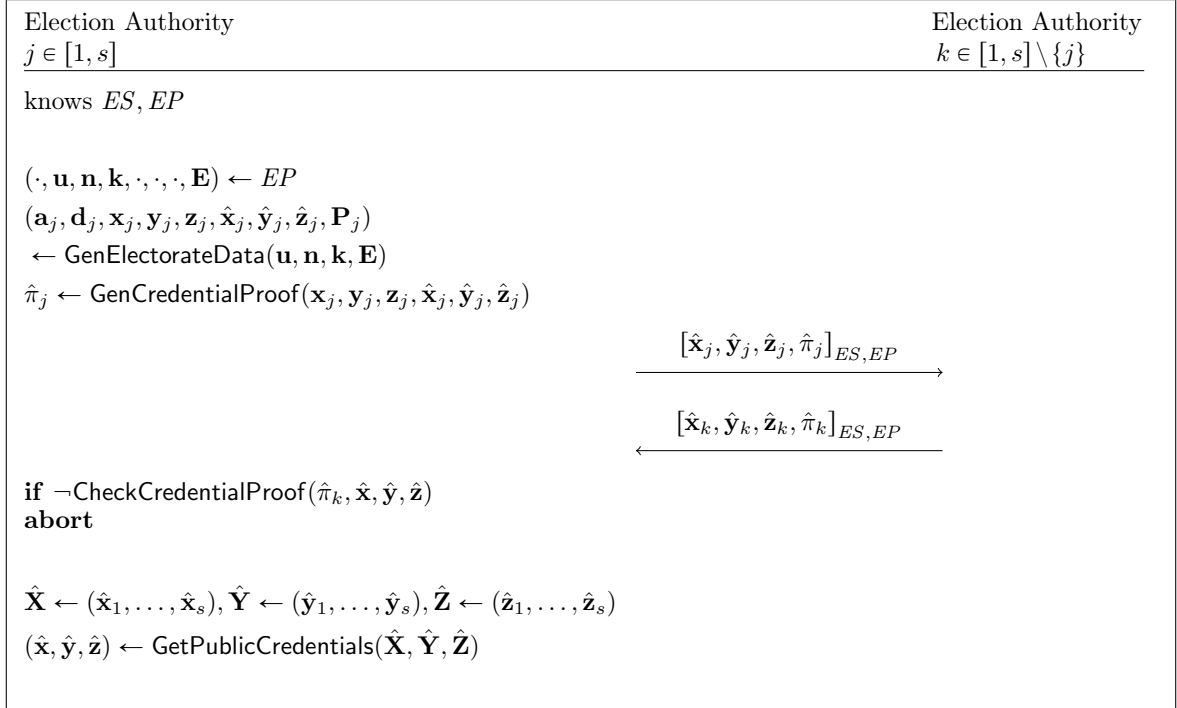 Election Authority Election Authority
j ∈ [1, s] k ∈ [1, s] \ {j}
knows ES, EP
(·, u, n, k, ·, ·, ·, E) ← EP
(a_j, d_j, x_j, y_j, z_j, x̂_j, ŷ_j, ẑ_j, P_j)
← GenElectorateData(u, n, k, E)
π̂_j ← GenCredentialProof(x_j, y_j, z_j, x̂_j, ŷ_j, ẑ_j)
[x̂_j, ŷ_j, ẑ_j, π̂_j]_{ES,EP}
[x̂_k, ŷ_k, ẑ_k, π̂_k]_{ES,EP}
if ¬CheckCredentialProof(π̂_k, x̂, ŷ, ẑ)
abort
X̂ ← (x̂_1, . . . , x̂_s), Ŷ ← (ŷ_1, . . . , ŷ_s), Ẑ ← (ẑ_1, . . . , ẑ_s)
(x̂, ŷ, ẑ) ← GetPublicCredentials(X̂, Ŷ, Ẑ)